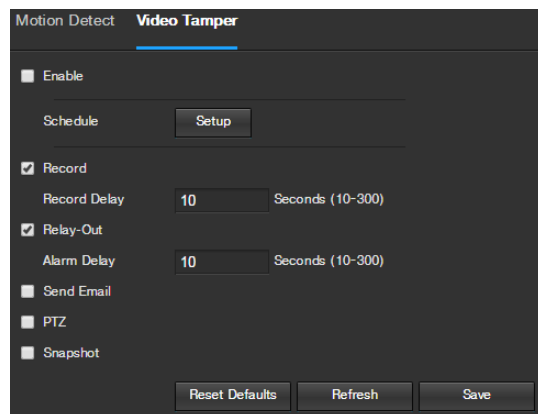 Motion Detect Video Tamper
Enable
Schedule Setup
Record
Record Delay 10 Seconds (10-300)
Relay-Out
Alarm Delay 10 Seconds (10-300)
Send Email
PTZ
Snapshot
Reset Defaults Refresh Save